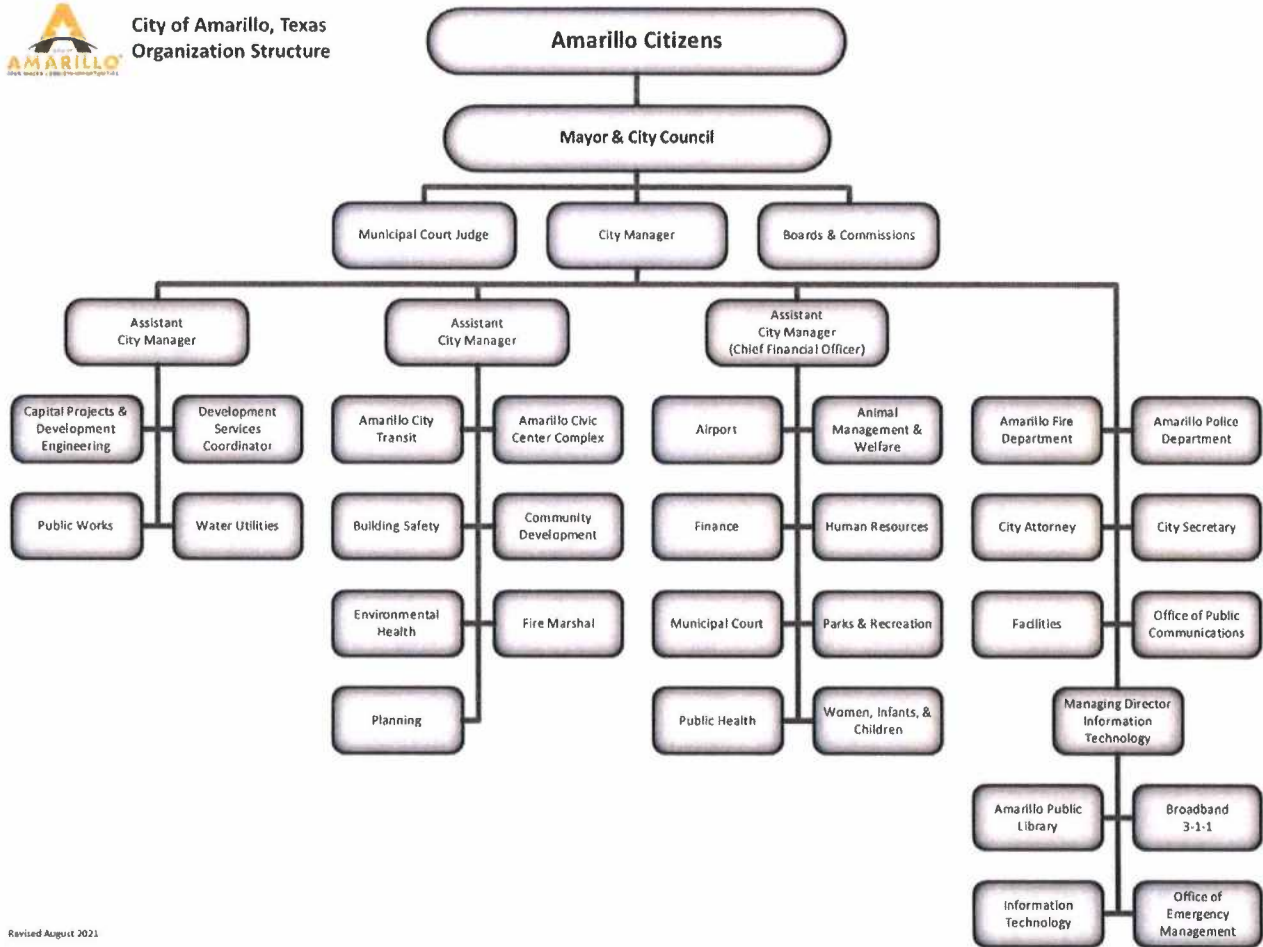 City of Amarillo, Texas
Organization Structure
AMARILLO
Amarillo Citizens
Mayor & City Council
Municipal Court Judge
City Manager
Boards & Commissions
Assistant
City Manager
Assistant
City Manager
Assistant
City Manager
(Chief Financial Officer)
Capital Projects &
Development
Engineering
Development
Services
Coordinator
Public Works
Water Utilities
Amarillo City
Transit
Amarillo Civic
Center Complex
Building Safety
Community
Development
Environmental
Health
Fire Marshal
Planning
Airport
Animal
Management &
Welfare
Finance
Human Resources
Municipal Court
Parks & Recreation
Public Health
Women, Infants, &
Children
Amarillo Fire
Department
Amarillo Police
Department
City Attorney
City Secretary
Facilities
Office of Public
Communications
Managing Director
Information
Technology
Amarillo Public
Library
Broadband
3-1-1
Information
Technology
Office of
Emergency
Management
Revised August 2021